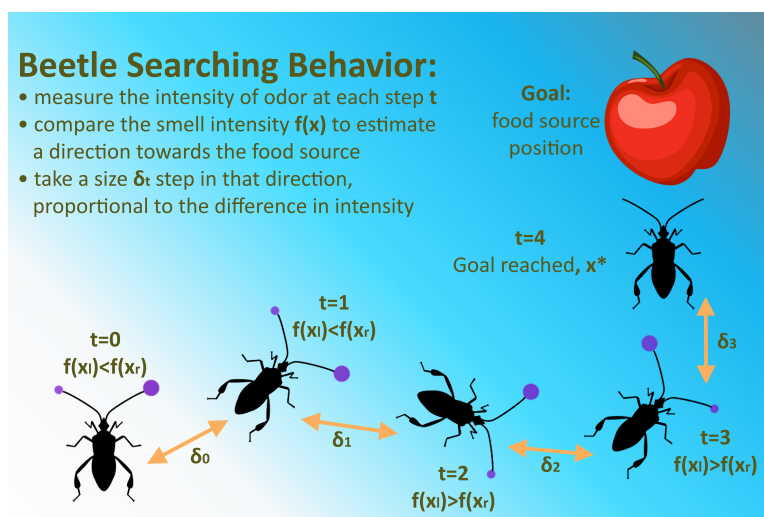 Beetle Searching Behavior:
• measure the intensity of odor at each step t
• compare the smell intensity f(x) to estimate
a direction towards the food source
• take a size δt step in that direction,
proportional to the difference in intensity
Goal:
food source
position
t=4
Goal reached, x*
t=0
f(xl)<f(xr)
t=1
f(xl)<f(xr)
t=2
f(xl)>f(xr)
t=3
f(xl)>f(xr)
δ0
δ1
δ2
δ3